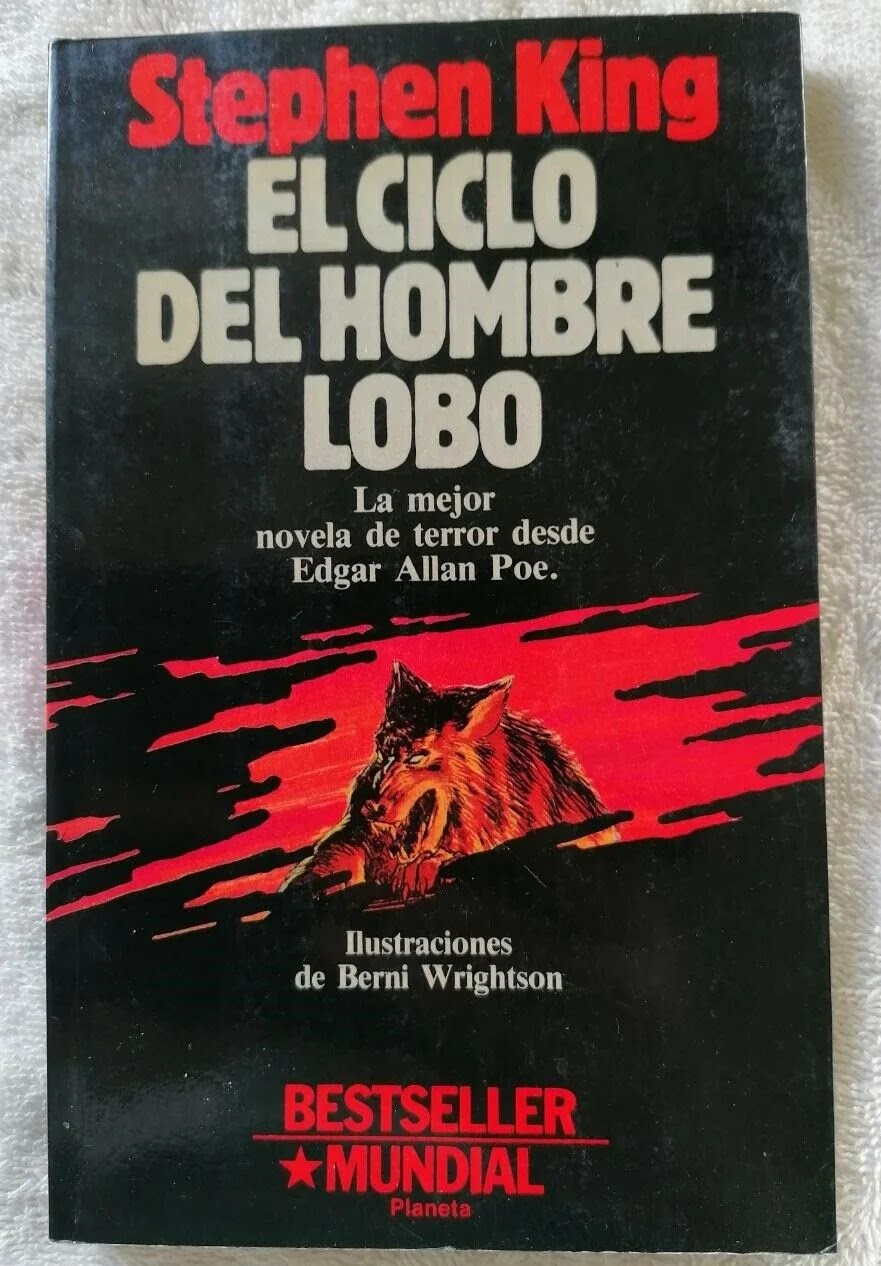 Stephen King
EL CICLO
DEL HOMBRE
LOBO
La mejor
novela de terror desde
Edgar Allan Poe.
Ilustraciones
de Berni Wrightson
BESTSELLER
★MUNDIAL
Planeta